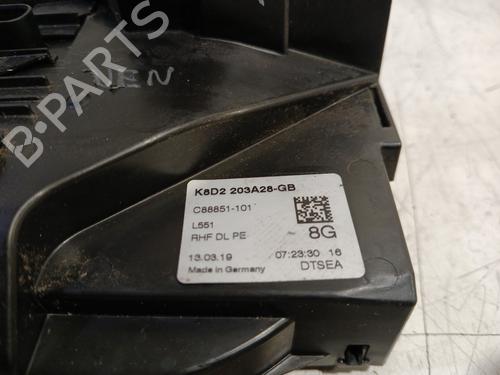 B-PARTS
EN
K8D2 203A28-GB
C88851-101
L551
RHF DL PE
8G
13.03.19 07:23:30 16
Made in Germany DTSEA